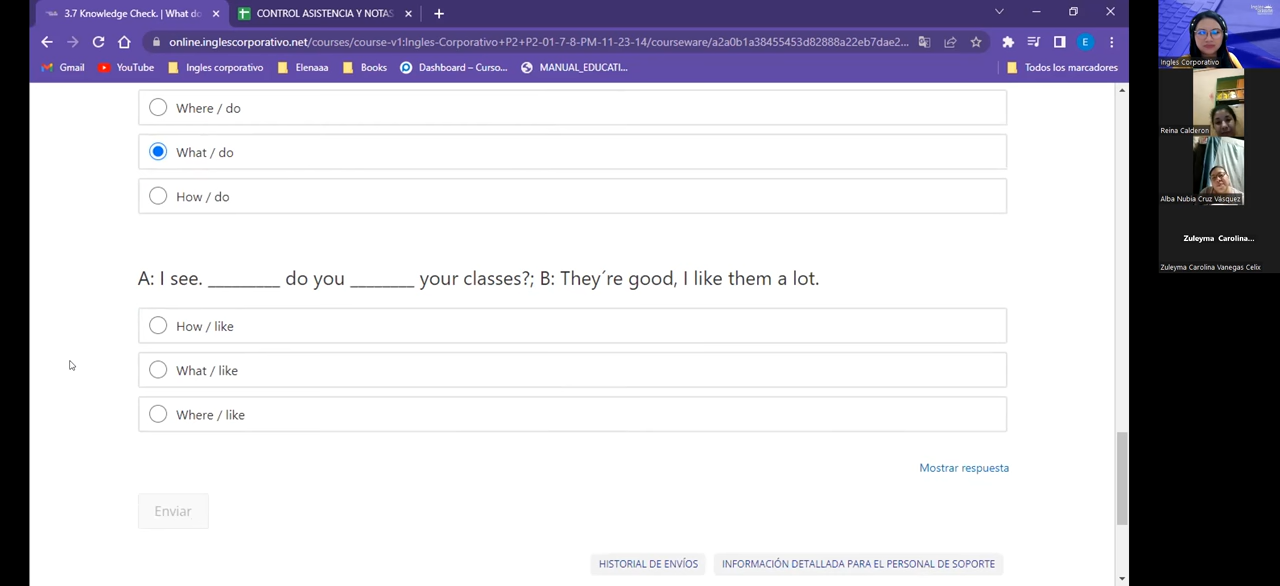 3.7 Knowledge Check. | What do
CONTROL ASISTENCIA Y NOTAS
online.inglescorporativo.net/courses/course-v1:Ingles-Corporativo+P2+P2-01-7-8-PM-11-23-14/courseware/a2a0b1a38455453d82888a22eb7dae2...
E
Gmail
YouTube
Ingles corporativo
Elenaaa
Books
Dashboard – Curso...
MANUAL_EDUCATI...
Todos los marcadores
Where / do
What / do
How / do
A: I see. _________ do you ________ your classes?; B: They´re good, I like them a lot.
How / like
What / like
Where / like
Mostrar respuesta
Enviar
HISTORIAL DE ENVÍOS
INFORMACIÓN DETALLADA PARA EL PERSONAL DE SOPORTE
Ingles Corporativo
Reina Calderon
Alba Nubia Cruz Vásquez
Zuleyma Carolina...
Zuleyma Carolina Vanegas Celix